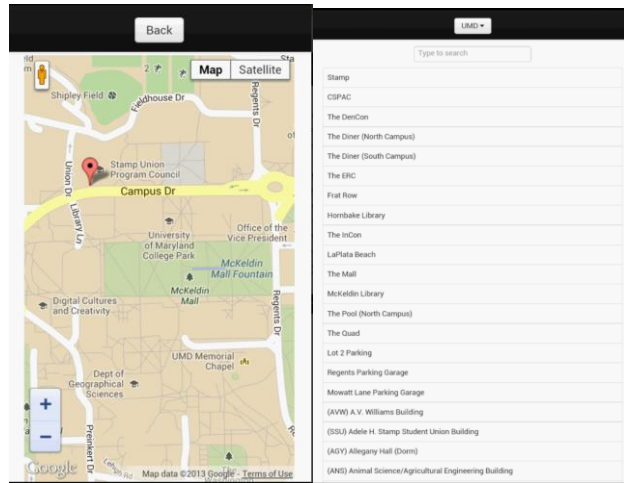 Back
Map
Satellite
2
Shipley Field
Fieldhouse Dr
Regents Dr
Stamp Union
Program Council
Union Dr
Campus Dr
Library Ln
University
of Maryland
College Park
Office of the
Vice President
McKeldin
Mall Fountain
McKeldin
Mall
Digital Cultures
and Creativity
Regents Dr
UMD Memorial
Chapel
Dept of
Geographical
Sciences
+
−
Preinkert Dr
Google
Map data ©2013 Google - Terms of Use
UMD
Type to search
Stamp
CSPAC
The DenCon
The Diner (North Campus)
The Diner (South Campus)
The ERC
Frat Row
Hornbake Library
The InCon
LaPlata Beach
The Mall
McKeldin Library
The Pool (North Campus)
The Quad
Lot 2 Parking
Regents Parking Garage
Mowatt Lane Parking Garage
(AVW) A.V. Williams Building
(SSU) Adele H. Stamp Student Union Building
(AGY) Allegany Hall (Dorm)
(ANS) Animal Science/Agricultural Engineering Building